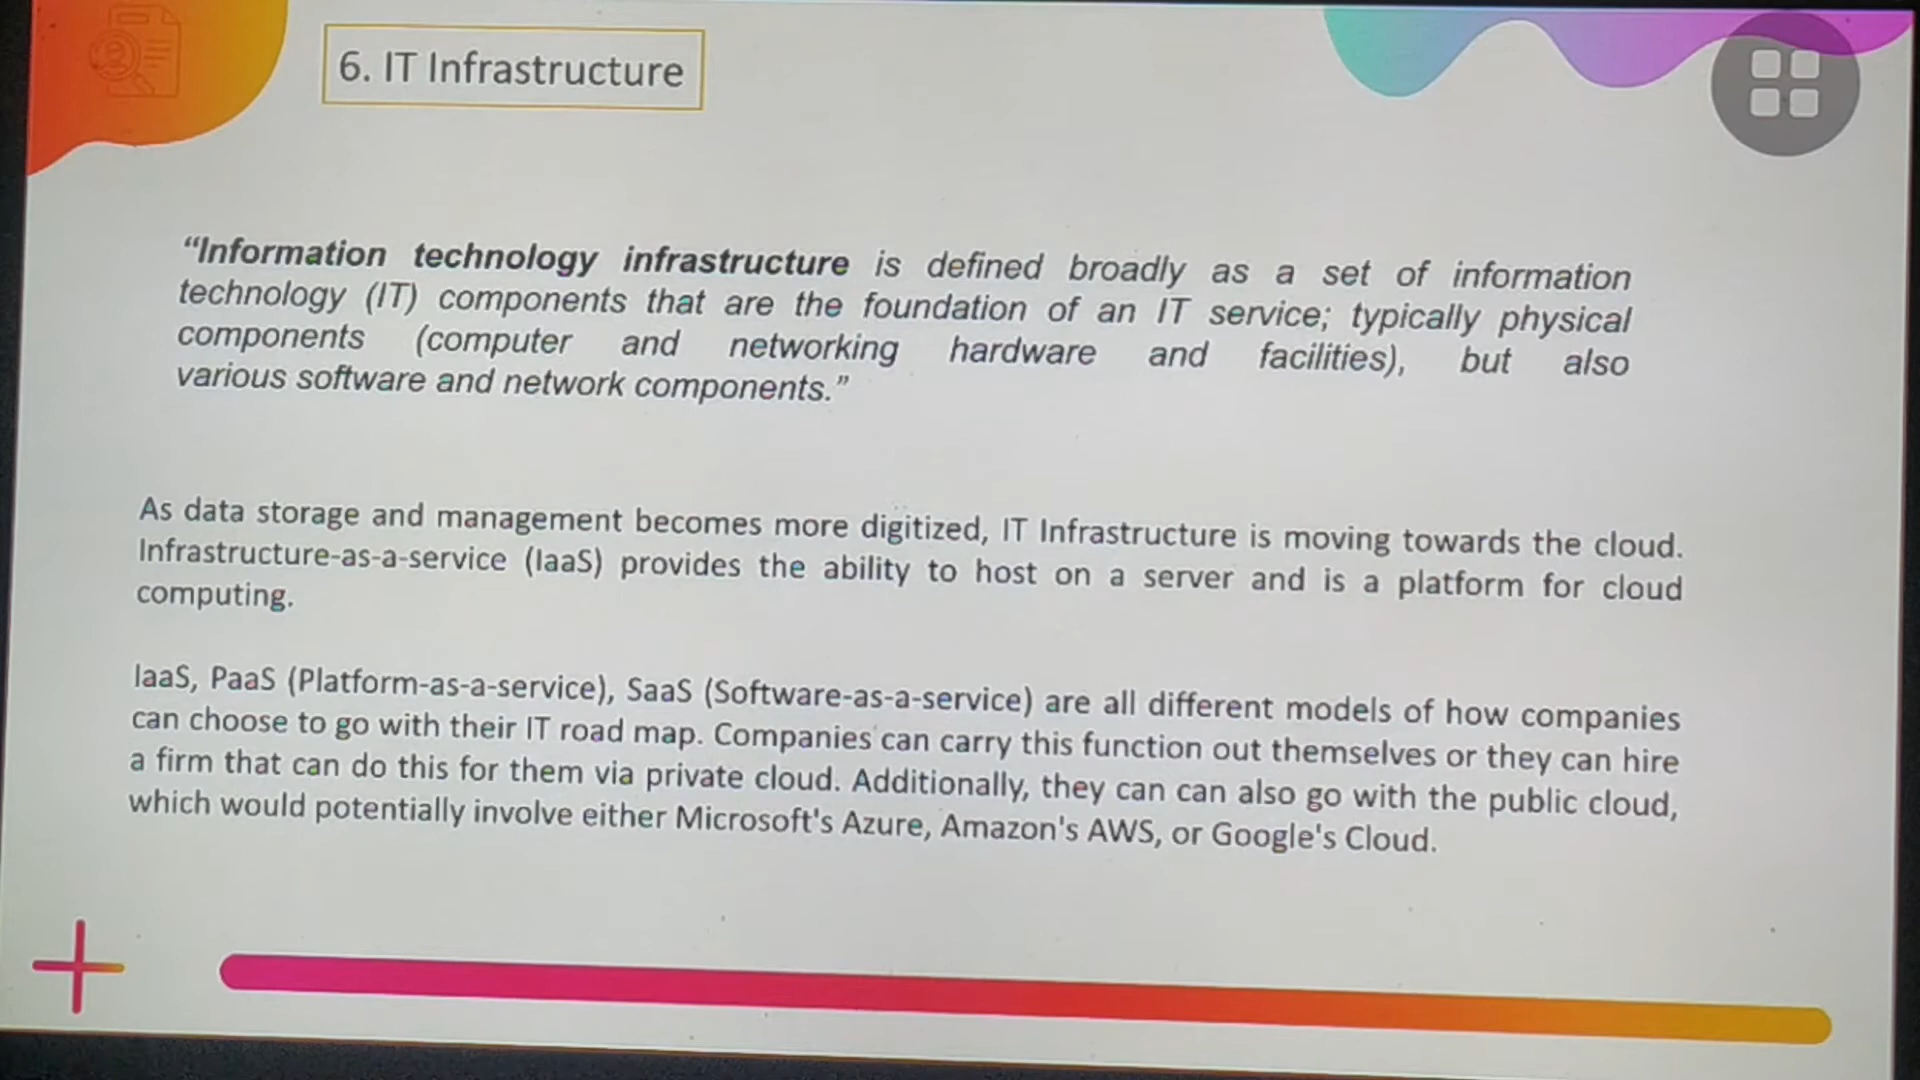 6. IT Infrastructure
“Information technology infrastructure is defined broadly as a set of information
technology (IT) components that are the foundation of an IT service; typically physical
components (computer and networking hardware and facilities), but also
various software and network components.”
As data storage and management becomes more digitized, IT Infrastructure is moving towards the cloud.
Infrastructure-as-a-service (IaaS) provides the ability to host on a server and is a platform for cloud
computing.
IaaS, PaaS (Platform-as-a-service), SaaS (Software-as-a-service) are all different models of how companies
can choose to go with their IT road map. Companies can carry this function out themselves or they can hire
a firm that can do this for them via private cloud. Additionally, they can can also go with the public cloud,
which would potentially involve either Microsoft's Azure, Amazon's AWS, or Google's Cloud.